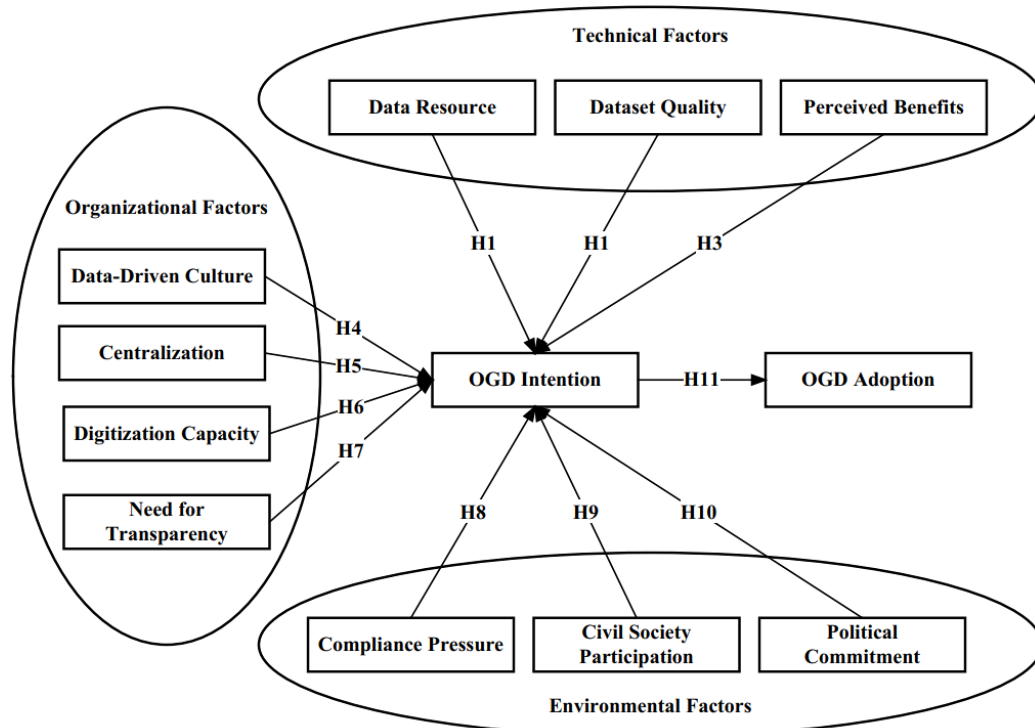 Technical Factors
Data Resource
Dataset Quality
Perceived Benefits
Organizational Factors
Data-Driven Culture
Centralization
Digitization Capacity
Need for
Transparency
H1
H1
H3
H4
H5
H6
H7
OGD Intention
H11
OGD Adoption
H8
H9
H10
Compliance Pressure
Civil Society
Participation
Political
Commitment
Environmental Factors